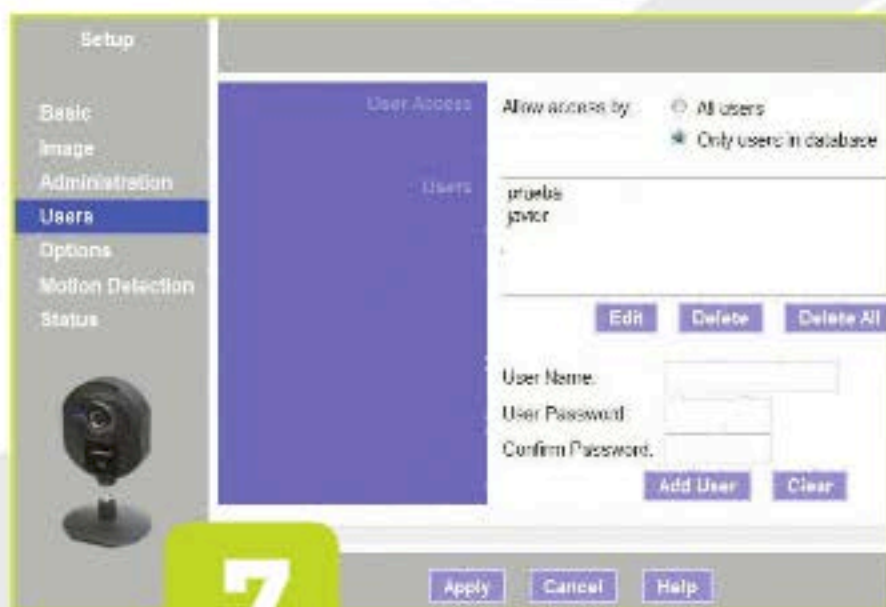 Setup
Basic
Image
Administration
Users
Options
Motion Detection
Status
User Access
Allow access by
All users
Only users in database
Users
prueba
javier
Edit Delete Delete All
User Name:
User Password
Confirm Password.
Add User Clear
7
Apply Cancel Help